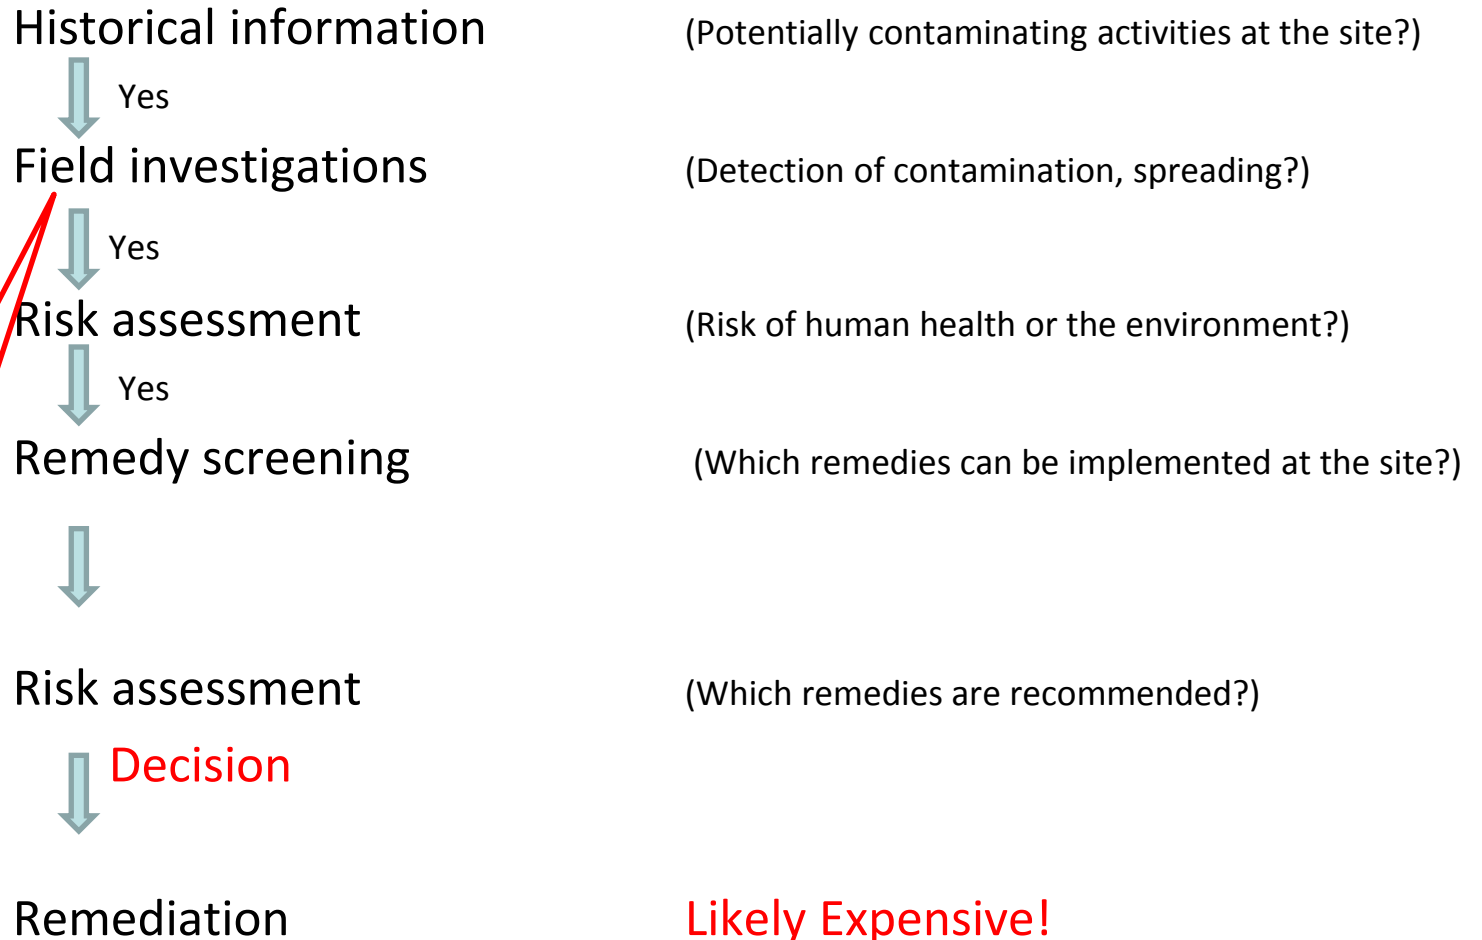 Historical information (Potentially contaminating activities at the site?)
Yes
Field investigations (Detection of contamination, spreading?)
Yes
Risk assessment (Risk of human health or the environment?)
Yes
Remedy screening (Which remedies can be implemented at the site?)
Risk assessment (Which remedies are recommended?)
Decision
Remediation Likely Expensive!